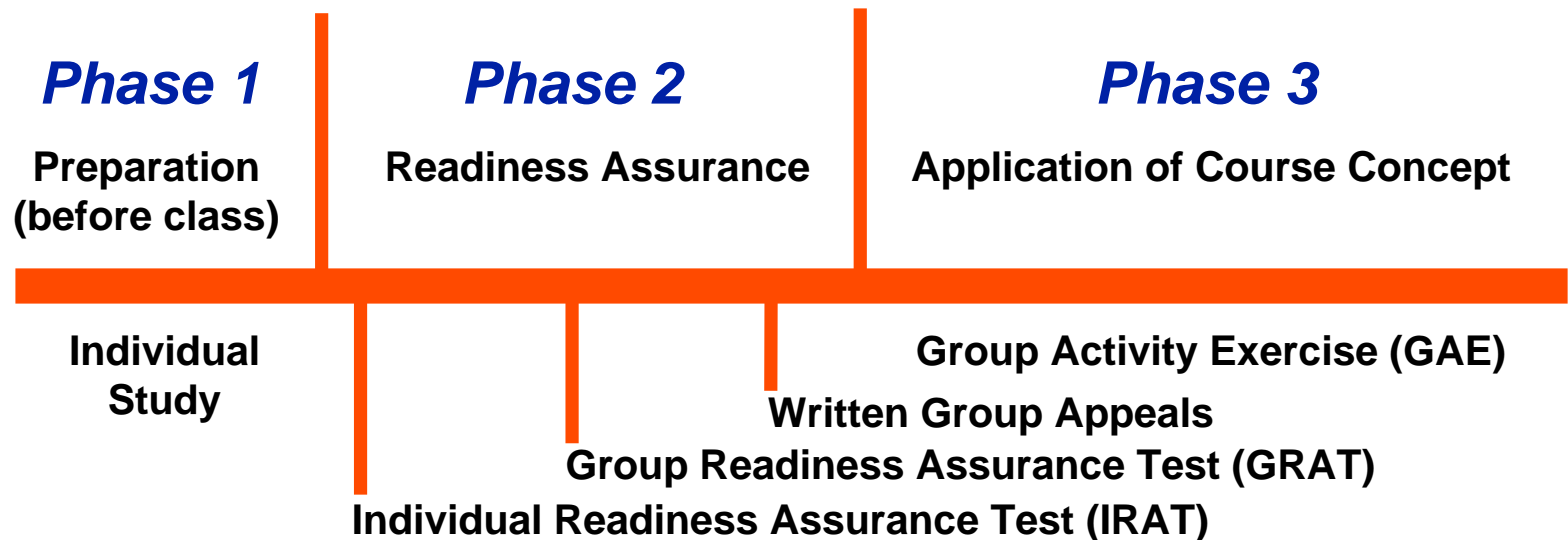 Phase 1
Phase 2
Phase 3
Preparation
(before class)
Readiness Assurance
Application of Course Concept
Individual
Study
Group Activity Exercise (GAE)
Written Group Appeals
Group Readiness Assurance Test (GRAT)
Individual Readiness Assurance Test (IRAT)